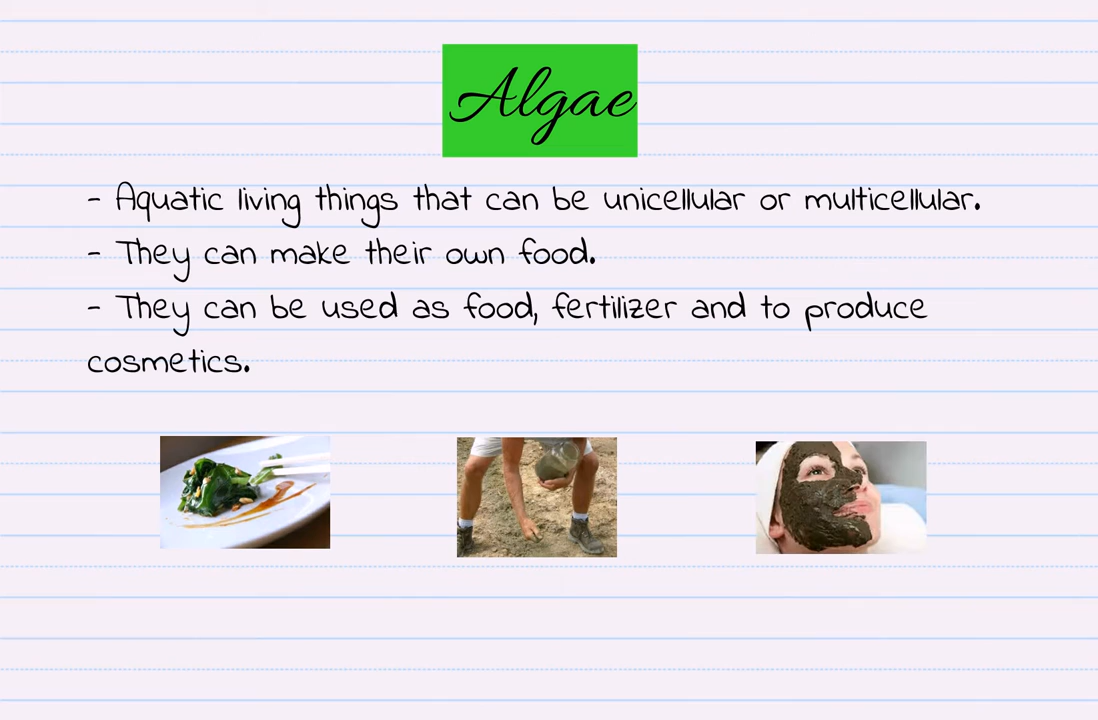 Algae
- Aquatic living things that can be unicellular or multicellular.
- They can make their own food.
- They can be used as food, fertilizer and to produce
cosmetics.